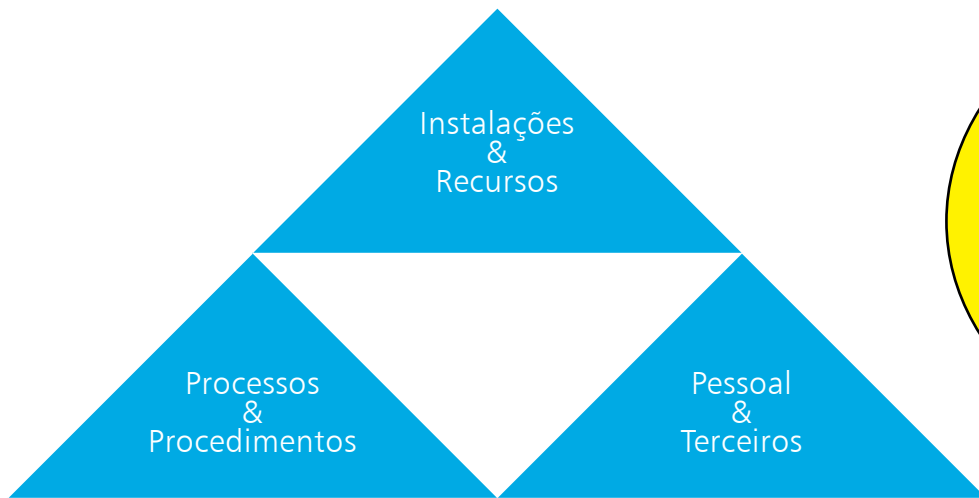 Instalações
&
Recursos
Processos
&
Procedimentos
Pessoal
&
Terceiros